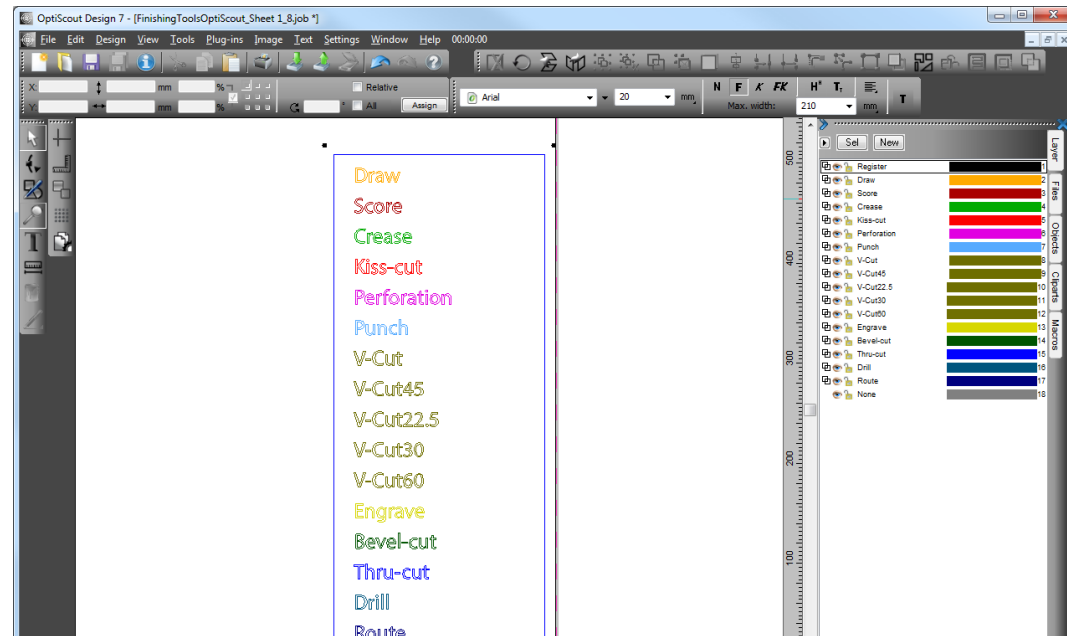 OptiScout Design 7 - [FinishingToolsOptiScout_Sheet 1_8.job *]
File Edit Design View Tools Plug-ins Image Text Settings Window Help 00:00:00
X: mm % Relative
Y: mm % ° All Assign
Arial 20 mm N F K FK H" T,
Max. width: 210 mm T
Sel New
Layer
Files
Objects
Cliparts
Macros
Register 1
Draw 2
Score 3
Crease 4
Kiss-cut 5
Perforation 6
Punch 7
V-Cut 8
V-Cut45 9
V-Cut22.5 10
V-Cut30 11
V-Cut60 12
Engrave 13
Bevel-cut 14
Thru-cut 15
Drill 16
Route 17
None 18
500
400
300
200
100
Draw
Score
Crease
Kiss-cut
Perforation
Punch
V-Cut
V-Cut45
V-Cut22.5
V-Cut30
V-Cut60
Engrave
Bevel-cut
Thru-cut
Drill
Route